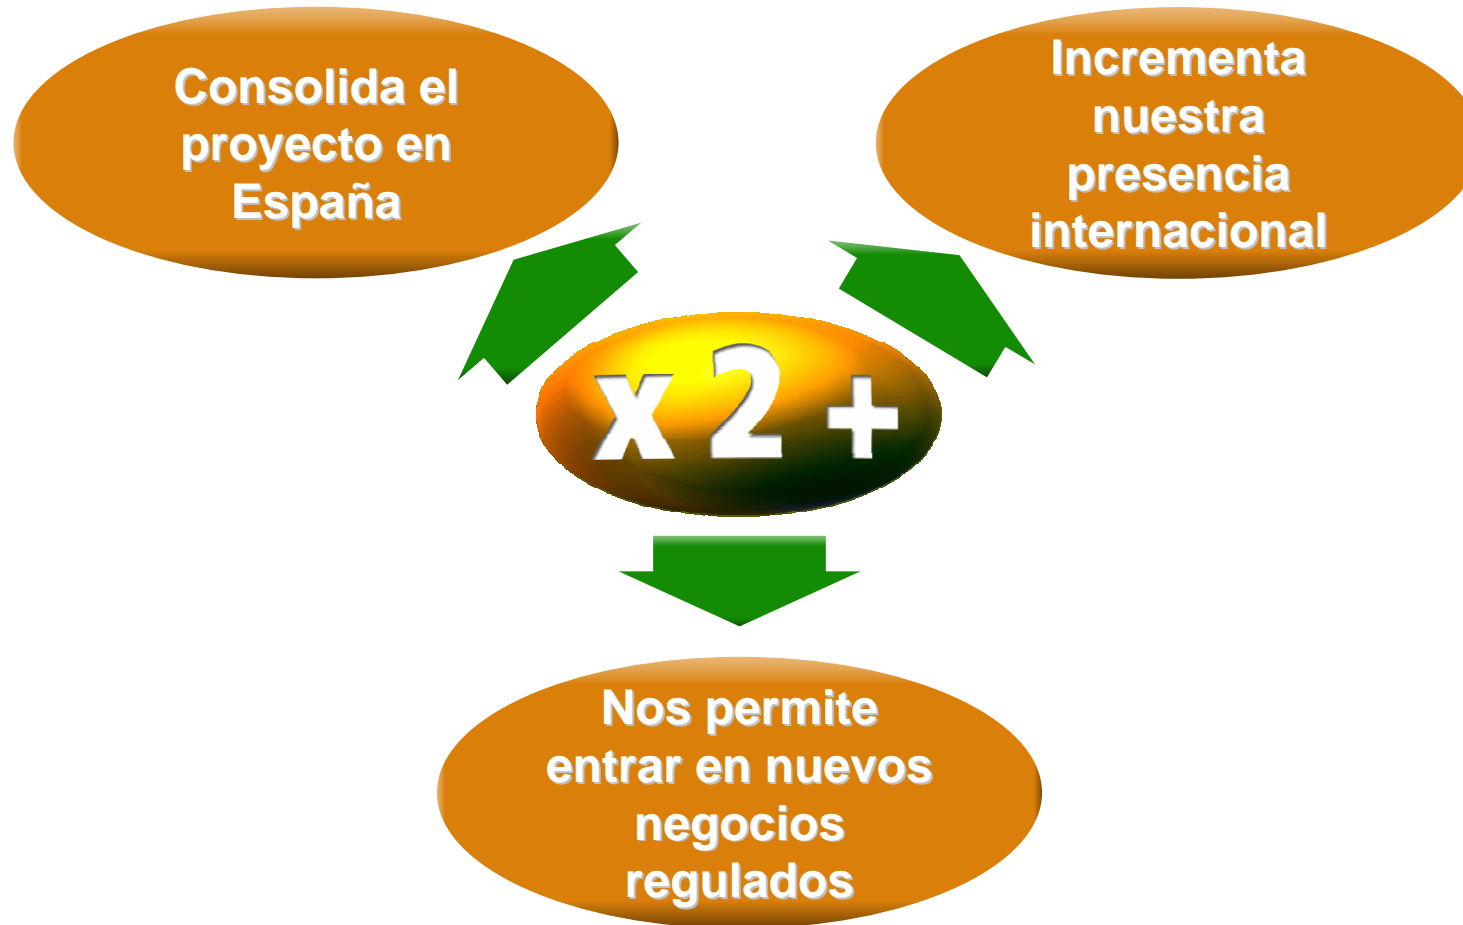 Consolida el
proyecto en
España
Incrementa
nuestra
presencia
internacional
x 2 +
Nos permite
entrar en nuevos
negocios
regulados